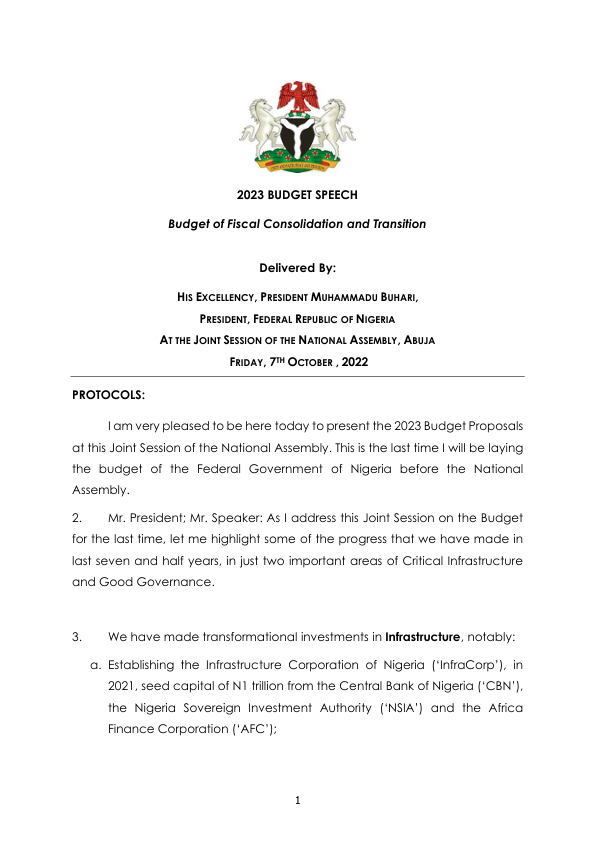 2023 BUDGET SPEECH
Budget of Fiscal Consolidation and Transition
Delivered By:
HIS EXCELLENCY, PRESIDENT MUHAMMADU BUHARI,
PRESIDENT, FEDERAL REPUBLIC OF NIGERIA
AT THE JOINT SESSION OF THE NATIONAL ASSEMBLY, ABUJA
FRIDAY, 7TH OCTOBER , 2022
PROTOCOLS:
I am very pleased to be here today to present the 2023 Budget Proposals
at this Joint Session of the National Assembly. This is the last time I will be laying
the budget of the Federal Government of Nigeria before the National
Assembly.
2. Mr. President; Mr. Speaker: As I address this Joint Session on the Budget
for the last time, let me highlight some of the progress that we have made in
last seven and half years, in just two important areas of Critical Infrastructure
and Good Governance.
3. We have made transformational investments in Infrastructure, notably:
a. Establishing the Infrastructure Corporation of Nigeria (‘InfraCorp’), in
2021, seed capital of N1 trillion from the Central Bank of Nigeria (‘CBN’),
the Nigeria Sovereign Investment Authority (‘NSIA’) and the Africa
Finance Corporation (‘AFC’);
1